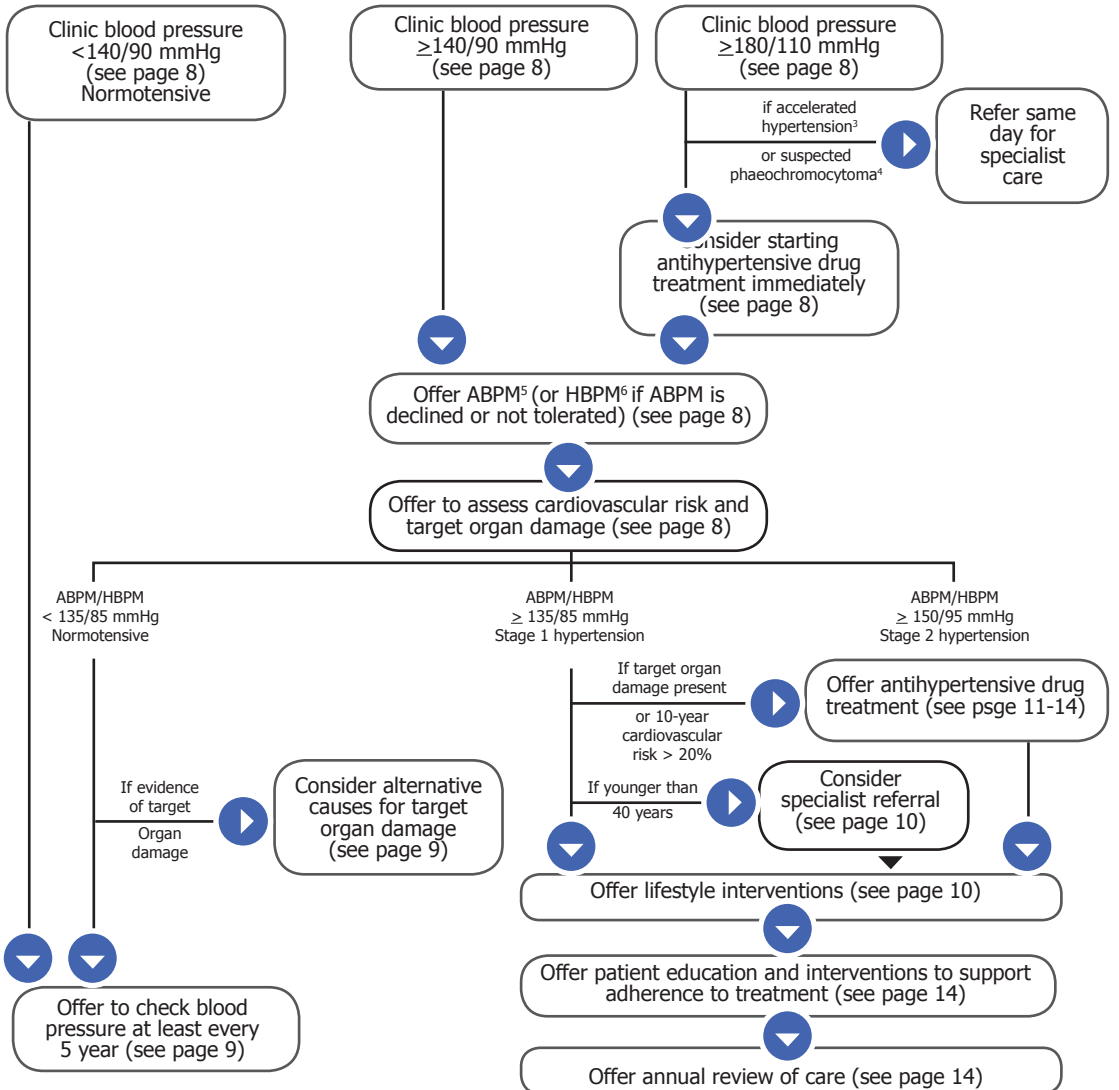 Clinic blood pressure
<140/90 mmHg
(see page 8)
Normotensive
Clinic blood pressure
≥140/90 mmHg
(see page 8)
Clinic blood pressure
≥180/110 mmHg
(see page 8)
if accelerated
hypertension³
or suspected
phaeochromocytoma⁴
Refer same
day for
specialist
care
starting
antihypertensive drug
treatment immediately
(see page 8)
Offer ABPM⁵ (or HBPM⁶ if ABPM is
declined or not tolerated) (see page 8)
Offer to assess cardiovascular risk and
target organ damage (see page 8)
ABPM/HBPM
< 135/85 mmHg
Normotensive
ABPM/HBPM
≥ 135/85 mmHg
Stage 1 hypertension
ABPM/HBPM
≥ 150/95 mmHg
Stage 2 hypertension
If target organ
damage present
or 10-year
cardiovascular
risk > 20%
Offer antihypertensive drug
treatment (see psge 11-14)
If younger than
40 years
Consider
specialist referral
(see page 10)
If evidence
of target
Organ
damage
Consider alternative
causes for target
organ damage
(see page 9)
Offer lifestyle interventions (see page 10)
Offer patient education and interventions to support
adherence to treatment (see page 14)
Offer to check blood
pressure at least every
5 year (see page 9)
Offer annual review of care (see page 14)